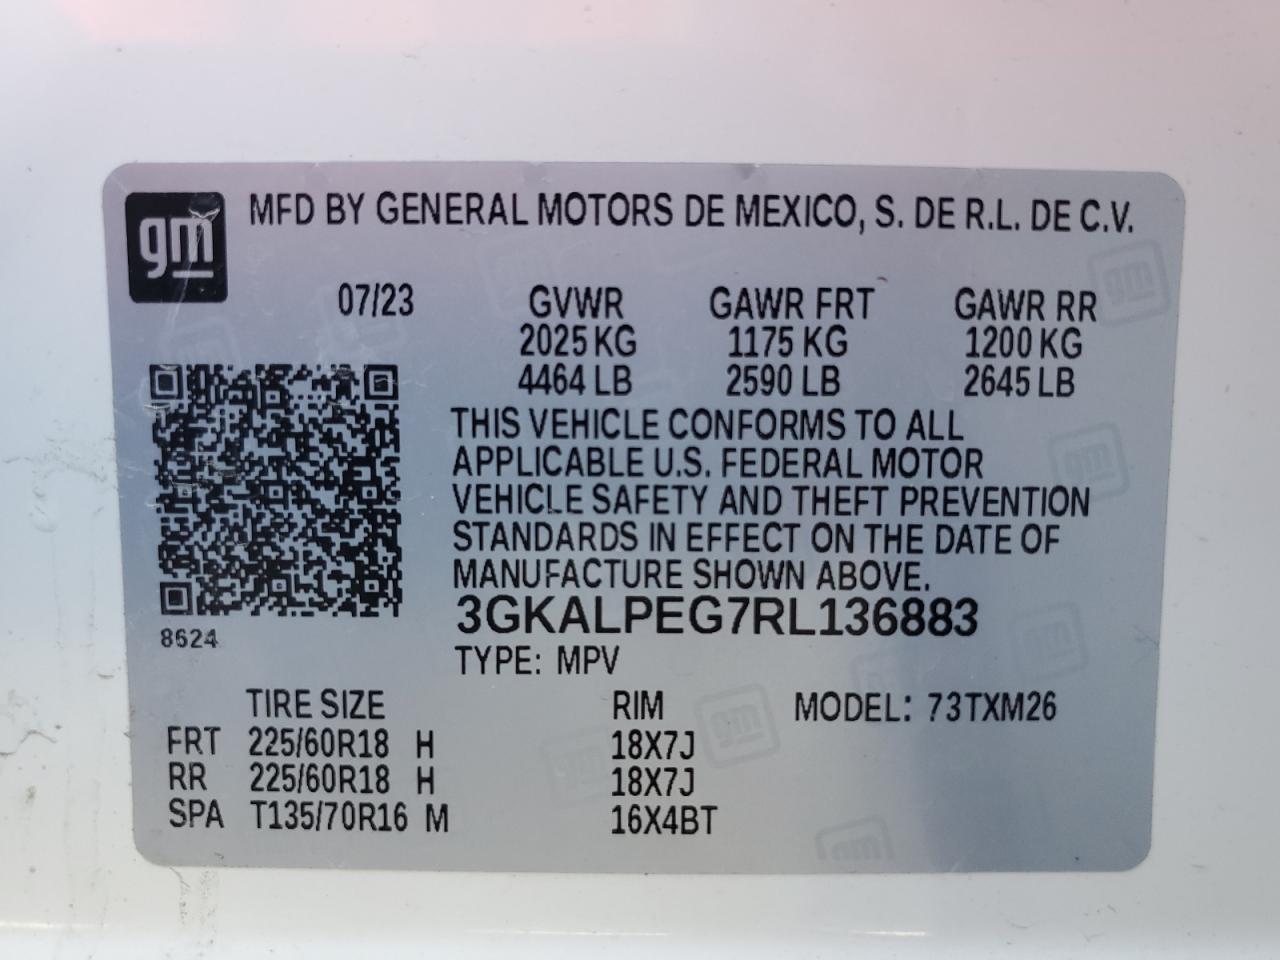 gm
MFD BY GENERAL MOTORS DE MEXICO, S. DE R.L. DE C.V.
07/23 GVWR GAWR FRT GAWR RR
2025 KG 1175 KG 1200 KG
4464 LB 2590 LB 2645 LB
THIS VEHICLE CONFORMS TO ALL
APPLICABLE U.S. FEDERAL MOTOR
VEHICLE SAFETY AND THEFT PREVENTION
STANDARDS IN EFFECT ON THE DATE OF
MANUFACTURE SHOWN ABOVE.
3GKALPEG7RL136883
8624
TYPE: MPV
TIRE SIZE RIM MODEL: 73TXM26
FRT 225/60R18 H 18X7J
RR 225/60R18 H 18X7J
SPA T135/70R16 M 16X4BT